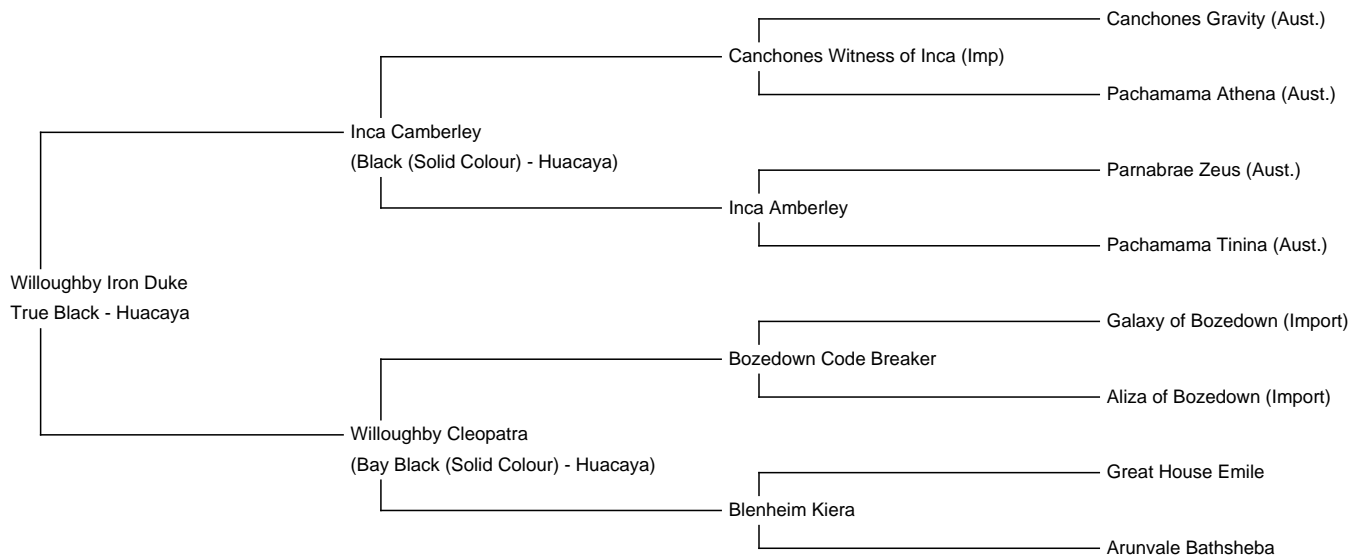 Canchones Gravity (Aust.)
Canchones Witness of Inca (Imp)
Pachamama Athena (Aust.)
Inca Camberley
(Black (Solid Colour) - Huacaya)
Parnabrae Zeus (Aust.)
Inca Amberley
Pachamama Tinina (Aust.)
Willoughby Iron Duke
True Black - Huacaya
Galaxy of Bozedown (Import)
Bozedown Code Breaker
Aliza of Bozedown (Import)
Willoughby Cleopatra
(Bay Black (Solid Colour) - Huacaya)
Great House Emile
Blenheim Kiera
Arunvale Bathsheba